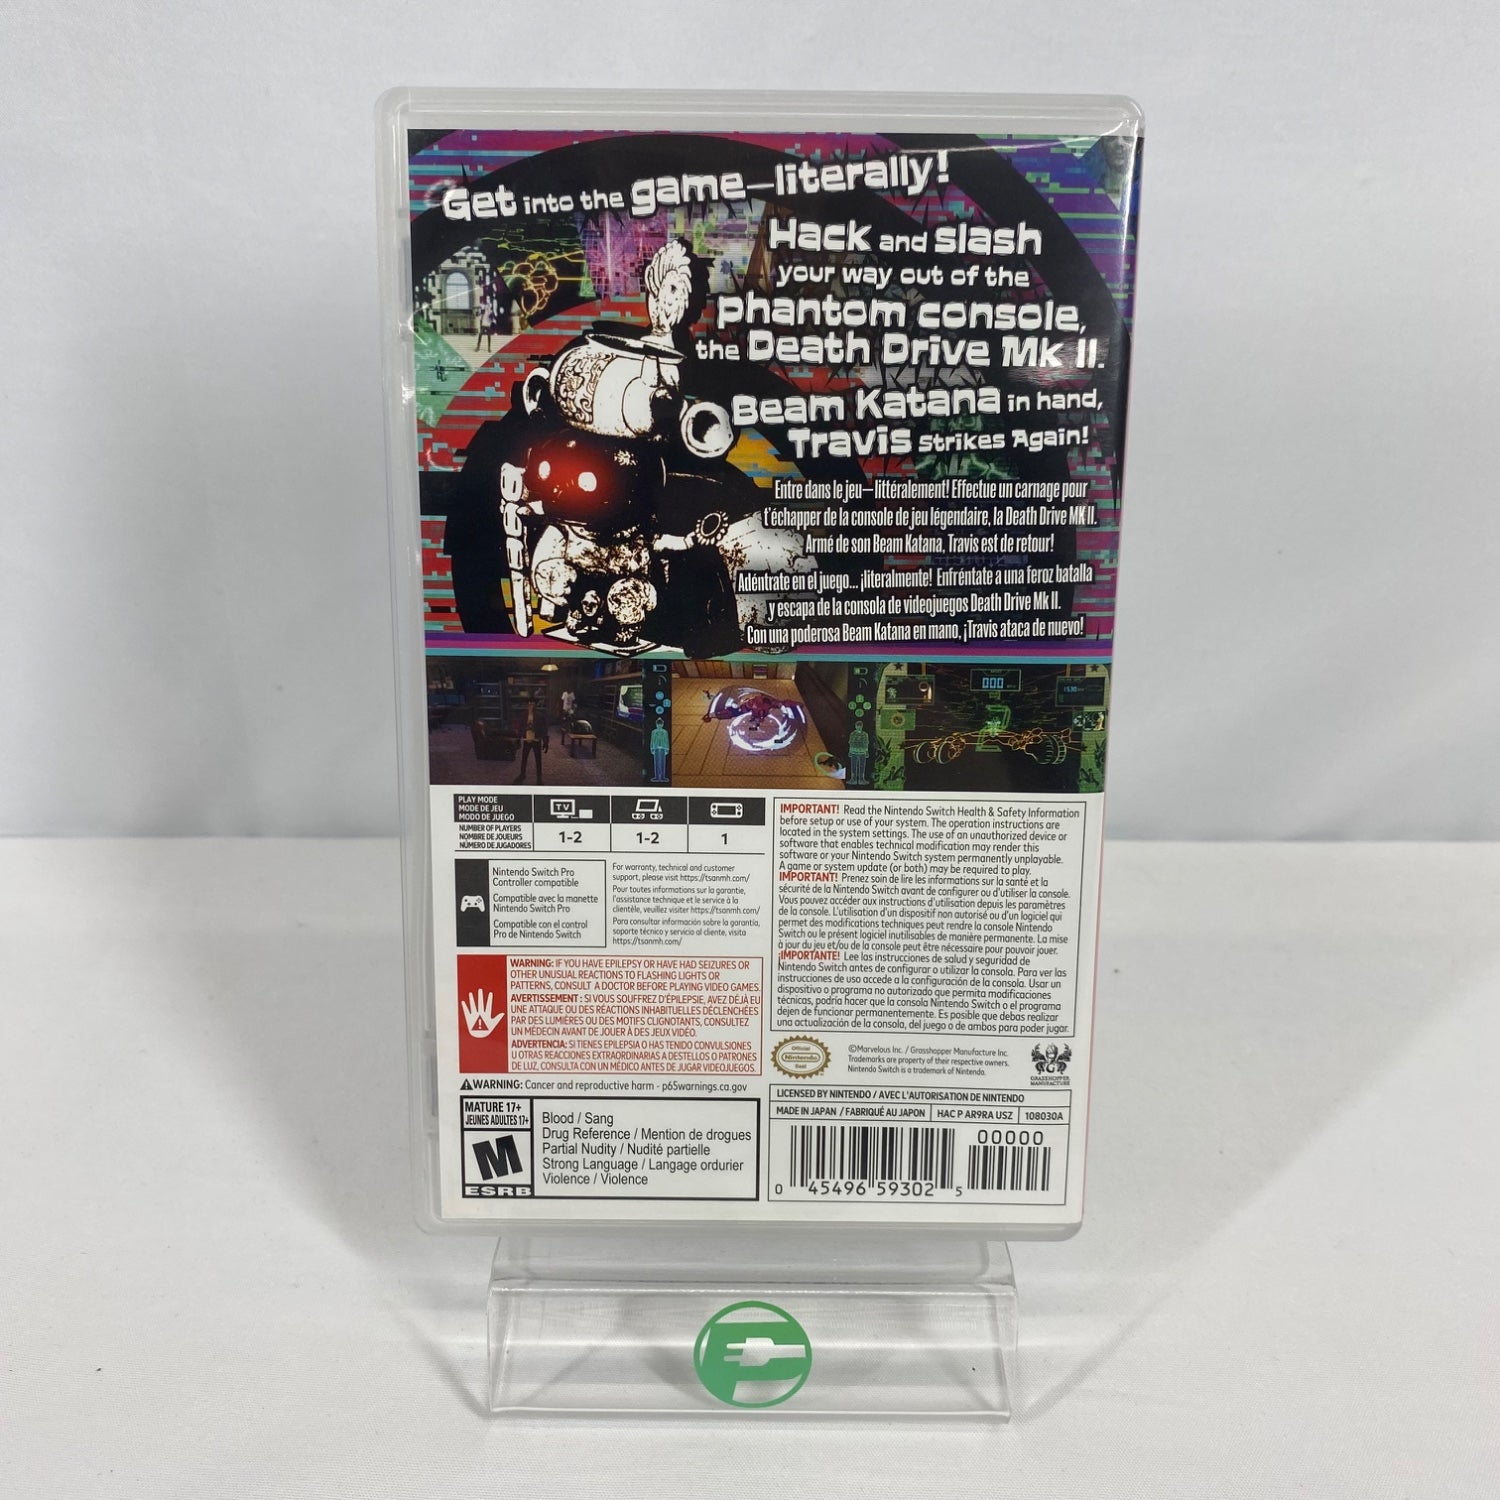 Get into the game—literally!
Hack and slash
your way out of the
phantom console,
the Death Drive Mk II.
Beam Katana in hand,
Travis strikes Again!
Entre dans le jeu—littéralement! Effectue un carnage pour
t'échapper de la console de jeu légendaire, la Death Drive MK II.
Armé de son Beam Katana, Travis est de retour!
Adéntrate en el juego... ¡literalmente! Enfréntate a una feroz batalla
y escapa de la consola de videojuegos Death Drive Mk II.
Con una poderosa Beam Katana en mano, ¡Travis ataca de nuevo!
000
PLAY MODE
MODE DE JEU
MODO DE JUEGO
TV
NUMBER OF PLAYERS
NOMBRE DE JOUEURS
NÚMERO DE JUGADORES
1-2
1-2
1
Nintendo Switch Pro
Controller compatible
Compatible avec la manette
Nintendo Switch Pro
Compatible con el control
Pro de Nintendo Switch
For warranty, technical and customer
support, please visit https://tsanmh.com/
Pour toutes informations sur la garantie,
l'assistance technique et le service à la
clientèle, veuillez visiter https://tsanmh.com/
Para consultar información sobre la garantía,
soporte técnico y servicio al cliente, visita
https://tsanmh.com/
WARNING: IF YOU HAVE EPILEPSY OR HAVE HAD SEIZURES OR
OTHER UNUSUAL REACTIONS TO FLASHING LIGHTS OR
PATTERNS, CONSULT A DOCTOR BEFORE PLAYING VIDEO GAMES.
AVERTISSEMENT : SI VOUS SOUFFREZ D'ÉPILEPSIE, AVEZ DÉJÀ EU
UNE ATTAQUE OU DES RÉACTIONS INHABITUELLES DÉCLENCHÉES
PAR DES LUMIÈRES OU DES MOTIFS CLIGNOTANTS, CONSULTEZ
UN MÉDECIN AVANT DE JOUER À DES JEUX VIDÉO.
ADVERTENCIA: SI TIENES EPILEPSIA O HAS TENIDO CONVULSIONES
U OTRAS REACCIONES EXTRAORDINARIAS A DESTELLOS O PATRONES
DE LUZ, CONSULTA CON UN MÉDICO ANTES DE JUGAR VIDEOJUEGOS.
WARNING: Cancer and reproductive harm - p65warnings.ca.gov
MATURE 17+
JEUNES ADULTES 17+
M
ESRB
Blood / Sang
Drug Reference / Mention de drogues
Partial Nudity / Nudité partielle
Strong Language / Langage ordurier
Violence / Violence
IMPORTANT! Read the Nintendo Switch Health & Safety Information
before setup or use of your system. The operation instructions are
located in the system settings. The use of an unauthorized device or
software that enables technical modification may render this
software or your Nintendo Switch system permanently unplayable.
A game or system update (or both) may be required to play.
IMPORTANT! Prenez soin de lire les informations sur la santé et la
sécurité de la Nintendo Switch avant de configurer ou d'utiliser la console.
Vous pouvez accéder aux instructions d'utilisation depuis les paramètres
de la console. L'utilisation d'un dispositif non autorisé ou d'un logiciel qui
permet des modifications techniques peut rendre la console Nintendo
Switch ou le présent logiciel inutilisables de manière permanente. La mise
à jour du jeu et/ou de la console peut être nécessaire pour pouvoir jouer.
¡IMPORTANTE! Lee las instrucciones de salud y seguridad de
Nintendo Switch antes de configurar o utilizar la consola. Para ver las
instrucciones de uso accede a la configuración de la consola. Usar un
dispositivo o programa no autorizado que permita modificaciones
técnicas, podría hacer que la consola Nintendo Switch o el programa
dejen de funcionar permanentemente. Es posible que debas realizar
una actualización de la consola, del juego o de ambos para poder jugar.
Official
Nintendo
Seal
©Marvelous Inc. / Grasshopper Manufacture Inc.
Trademarks are property of their respective owners.
Nintendo Switch is a trademark of Nintendo.
GRASSHOPPER
MANUFACTURE
LICENSED BY NINTENDO / AVEC L'AUTORISATION DE NINTENDO
MADE IN JAPAN / FABRIQUÉ AU JAPON
HAC P AR9RA USZ
108030A
00000
0 45496 59302 5